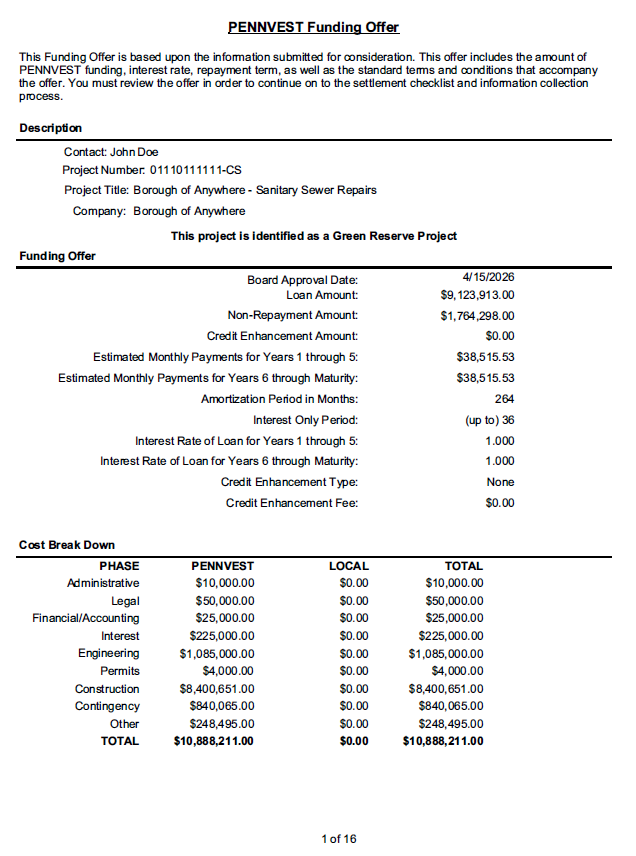 PENNVEST Funding Offer
This Funding Offer is based upon the information submitted for consideration. This offer includes the amount of
PENNVEST funding, interest rate, repayment term, as well as the standard terms and conditions that accompany
the offer. You must review the offer in order to continue on to the settlement checklist and information collection
process.
Description
Contact: John Doe
Project Number: 01110111111-CS
Project Title: Borough of Anywhere - Sanitary Sewer Repairs
Company: Borough of Anywhere
This project is identified as a Green Reserve Project
Funding Offer
Board Approval Date: 4/15/2026
Loan Amount: $9,123,913.00
Non-Repayment Amount: $1,764,298.00
Credit Enhancement Amount: $0.00
Estimated Monthly Payments for Years 1 through 5: $38,515.53
Estimated Monthly Payments for Years 6 through Maturity: $38,515.53
Amortization Period in Months: 264
Interest Only Period: (up to) 36
Interest Rate of Loan for Years 1 through 5: 1.000
Interest Rate of Loan for Years 6 through Maturity: 1.000
Credit Enhancement Type: None
Credit Enhancement Fee: $0.00
Cost Break Down
PHASE PENNVEST LOCAL TOTAL
Administrative $10,000.00 $0.00 $10,000.00
Legal $50,000.00 $0.00 $50,000.00
Financial/Accounting $25,000.00 $0.00 $25,000.00
Interest $225,000.00 $0.00 $225,000.00
Engineering $1,085,000.00 $0.00 $1,085,000.00
Permits $4,000.00 $0.00 $4,000.00
Construction $8,400,651.00 $0.00 $8,400,651.00
Contingency $840,065.00 $0.00 $840,065.00
Other $248,495.00 $0.00 $248,495.00
TOTAL $10,888,211.00 $0.00 $10,888,211.00
1 of 16